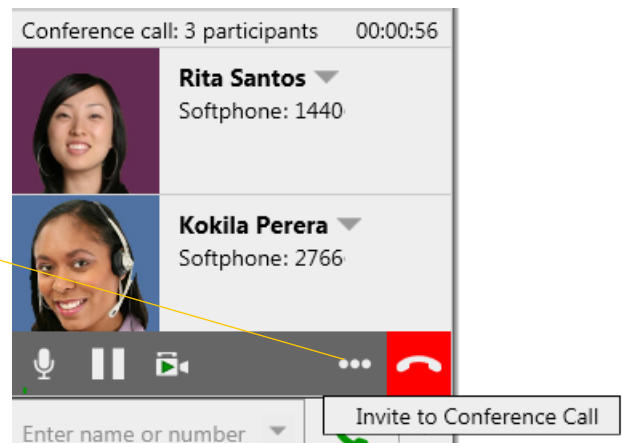 Conference call: 3 participants 00:00:56
Rita Santos
Softphone: 1440
Kokila Perera
Softphone: 2766
Invite to Conference Call
Enter name or number